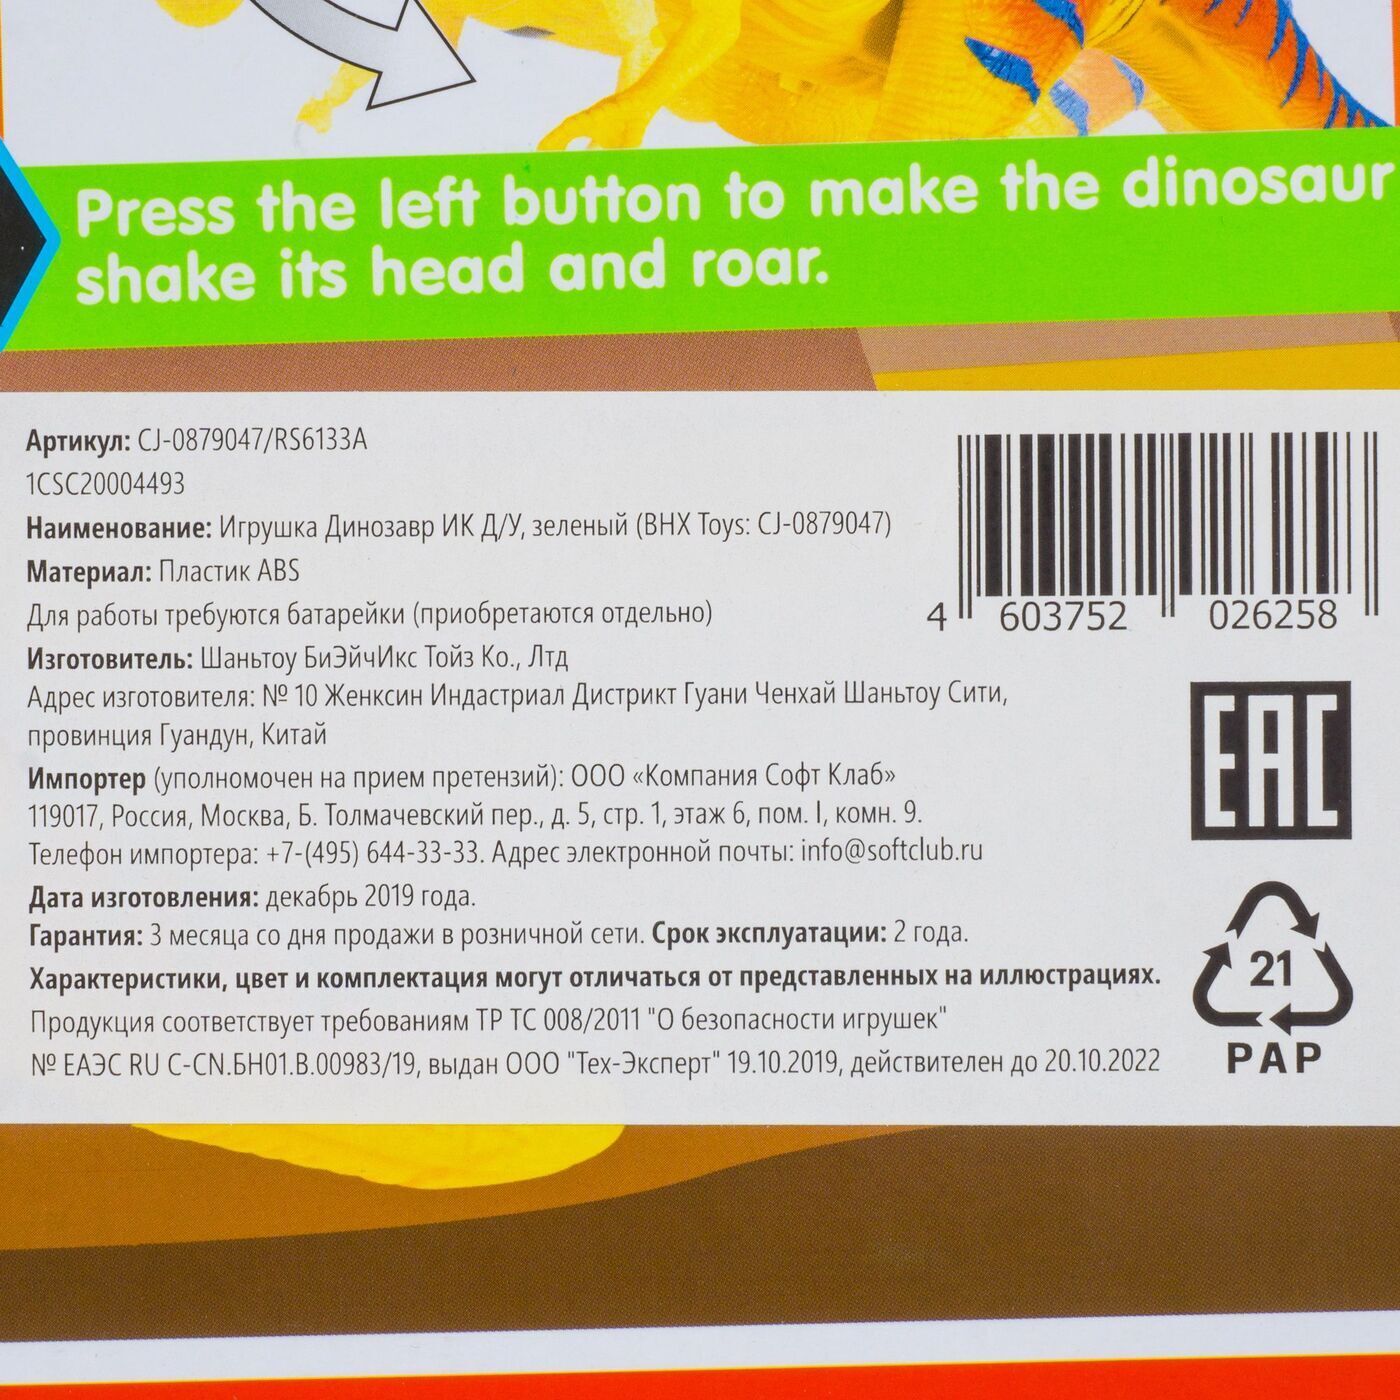 Press the left button to make the dinosaur
shake its head and roar.
Артикул: CJ-0879047/RS6133A
1CSC20004493
Наименование: Игрушка Динозавр ИК Д/У, зеленый (BHX Toys: CJ-0879047)
Материал: Пластик ABS
Для работы требуются батарейки (приобретаются отдельно)
Изготовитель: Шаньтоу БиЭйчИкс Тойз Ко., Лтд
Адрес изготовителя: № 10 Женксин Индастриал Дистрикт Гуани Ченхай Шаньтоу Сити,
провинция Гуандун, Китай
Импортер (уполномочен на прием претензий): ООО «Компания Софт Клаб»
119017, Россия, Москва, Б. Толмачевский пер., д. 5, стр. 1, этаж 6, пом. I, комн. 9.
Телефон импортера: +7-(495) 644-33-33. Адрес электронной почты: info@softclub.ru
Дата изготовления: декабрь 2019 года.
Гарантия: 3 месяца со дня продажи в розничной сети. Срок эксплуатации: 2 года.
Характеристики, цвет и комплектация могут отличаться от представленных на иллюстрациях.
Продукция соответствует требованиям ТР ТС 008/2011 "О безопасности игрушек"
№ ЕАЭС RU С-CN.БН01.В.00983/19, выдан ООО "Тех-Эксперт" 19.10.2019, действителен до 20.10.2022
4 603752 026258
EAC
21
PAP